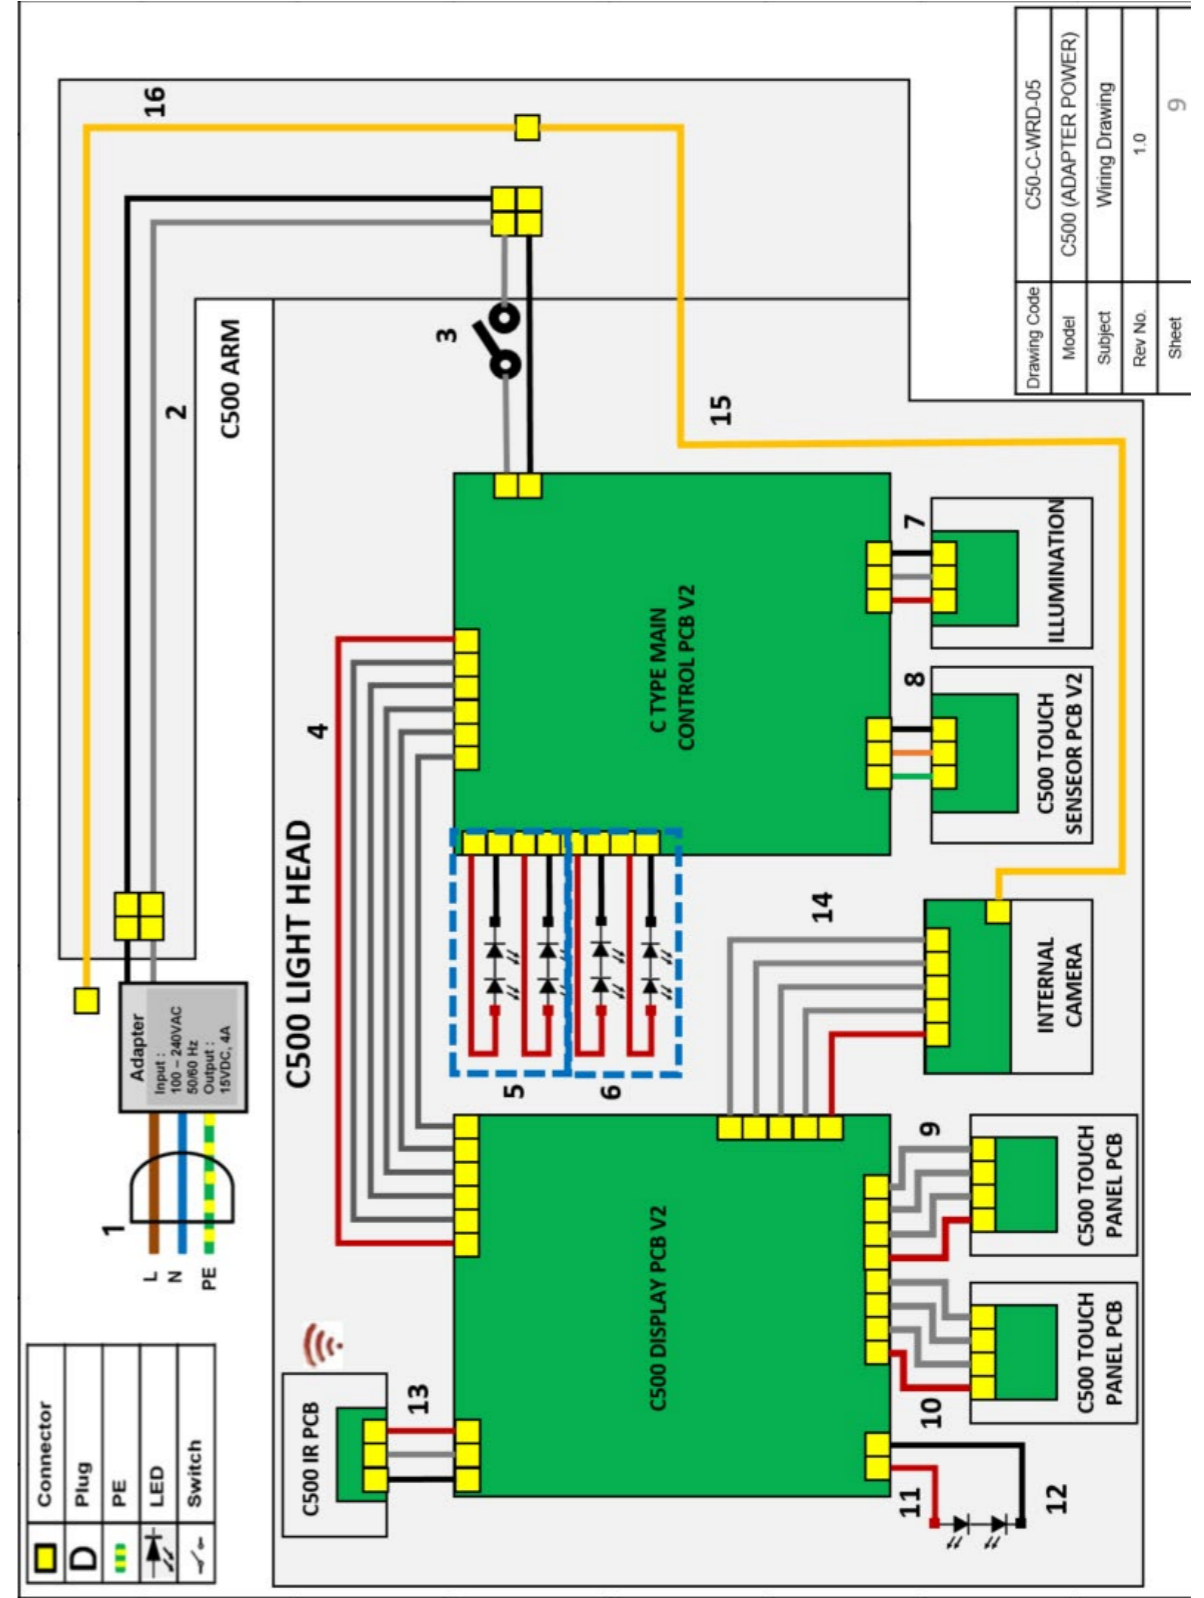 Connector
Plug
D
PE
LED
Switch
1
L
N
PE
Adapter
Input :
100 – 240VAC
50/60 Hz
Output :
15VDC, 4A
2
16
C500 ARM
3
C500 LIGHT HEAD
4
C500 IR PCB
13
C500 DISPLAY PCB V2
5
6
C TYPE MAIN
CONTROL PCB V2
15
14
11
12
10
9
8
7
C500 TOUCH
PANEL PCB
C500 TOUCH
PANEL PCB
INTERNAL
CAMERA
C500 TOUCH
SENSEOR PCB V2
ILLUMINATION
Drawing Code C50-C-WRD-05
Model C500 (ADAPTER POWER)
Subject Wiring Drawing
Rev No. 1.0
Sheet 9